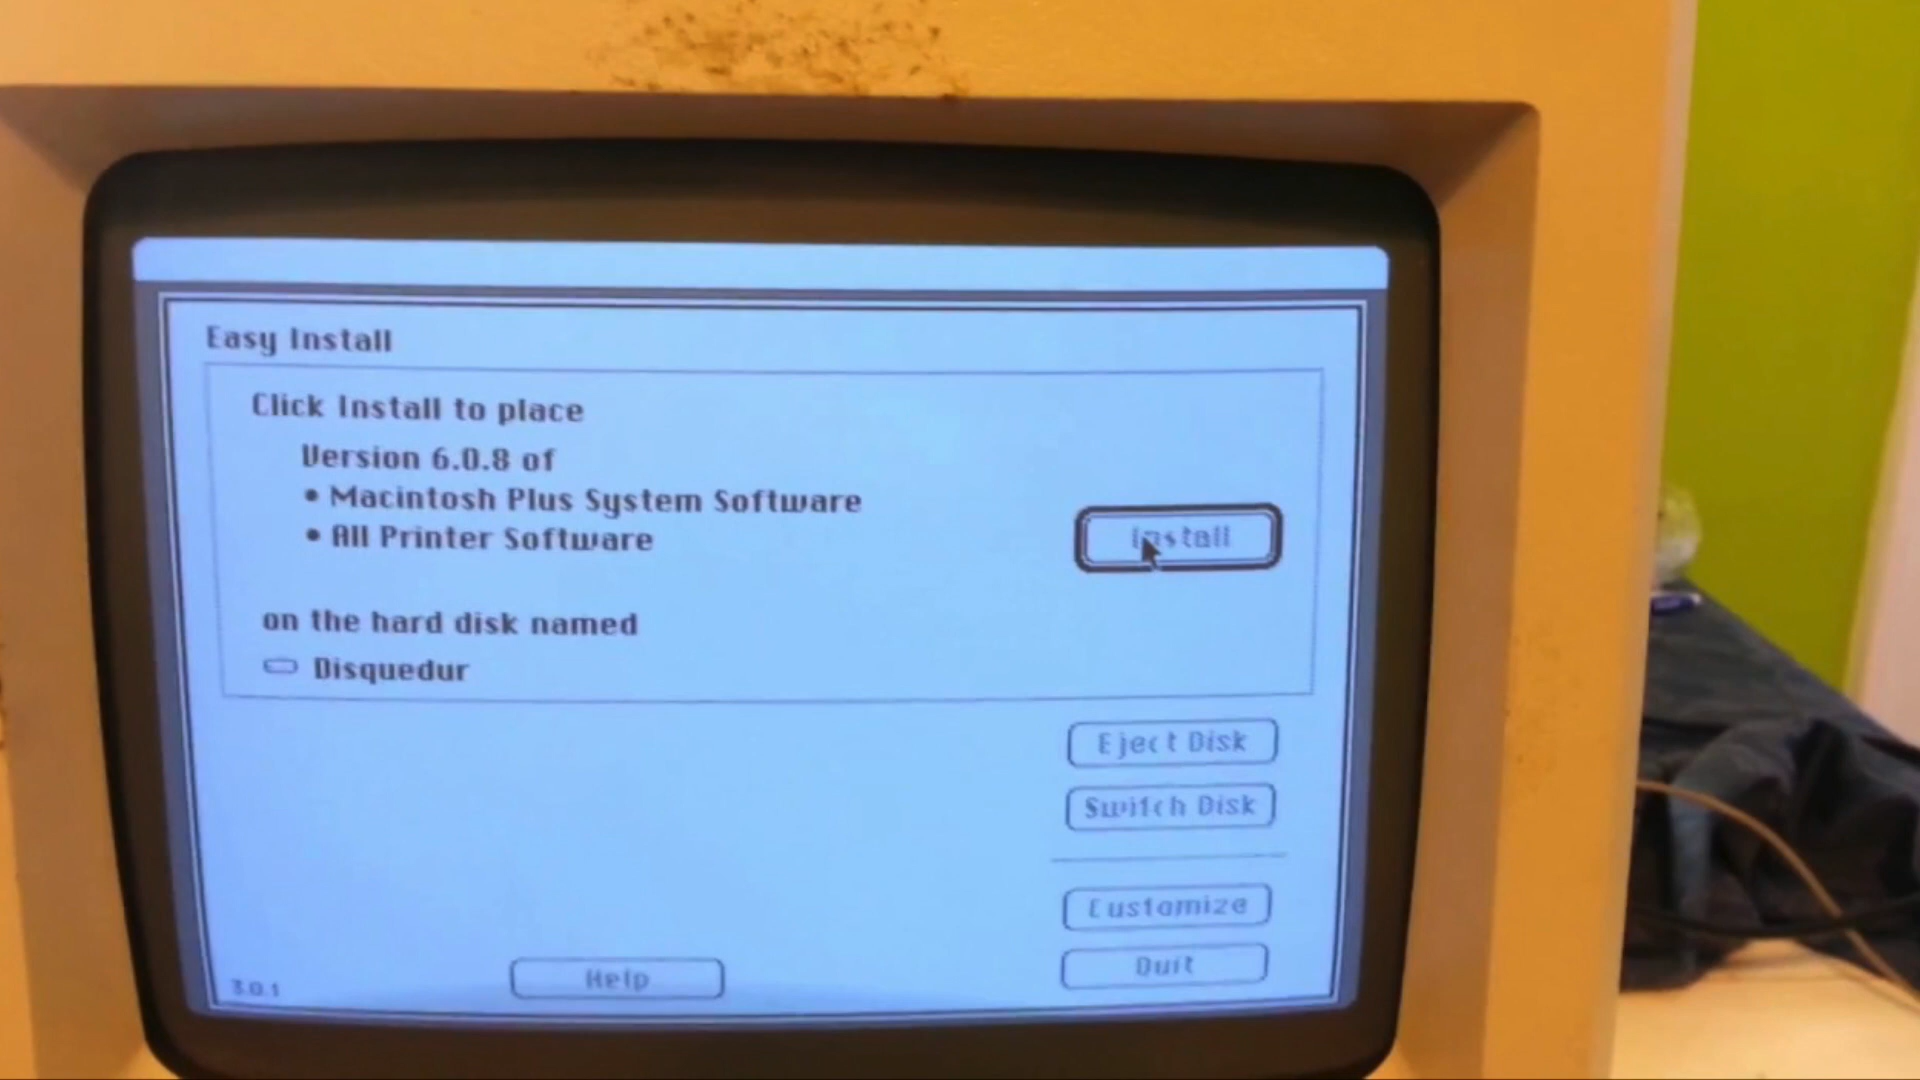 Easy Install
Click Install to place
Version 6.0.8 of
• Macintosh Plus System Software
• All Printer Software
Install
on the hard disk named
Disquedur
Eject Disk
Switch Disk
Customize
Quit
Help
3.0.1